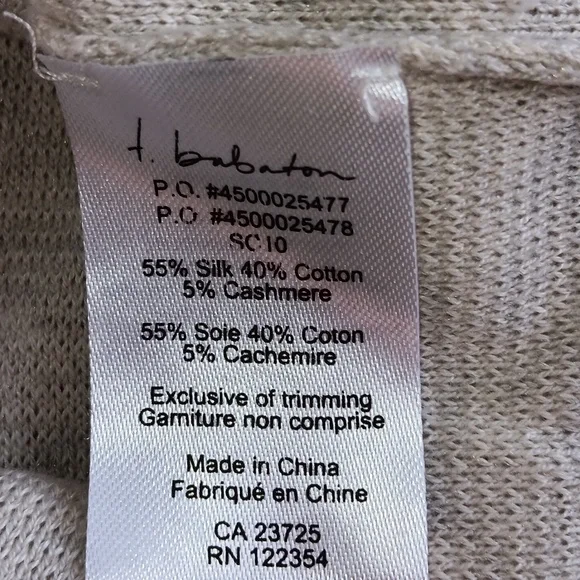 t. babaton
P.O. #4500025477
P.O #4500025478
SC10
55% Silk 40% Cotton
5% Cashmere
55% Soie 40% Coton
5% Cachemire
Exclusive of trimming
Garniture non comprise
Made in China
Fabriqué en Chine
CA 23725
RN 122354